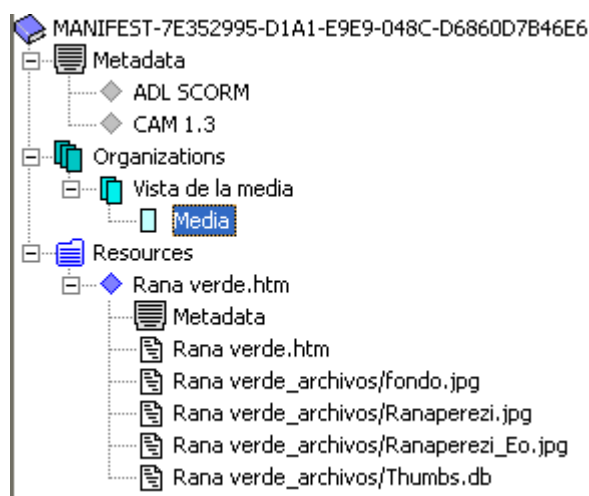 MANIFEST-7E352995-D1A1-E9E9-048C-D6860D7B46E6
Metadata
ADL SCORM
CAM 1.3
Organizations
Vista de la media
Media
Resources
Rana verde.htm
Metadata
Rana verde.htm
Rana verde_archivos/fondo.jpg
Rana verde_archivos/Ranaperezi.jpg
Rana verde_archivos/Ranaperezi_Eo.jpg
Rana verde_archivos/Thumbs.db